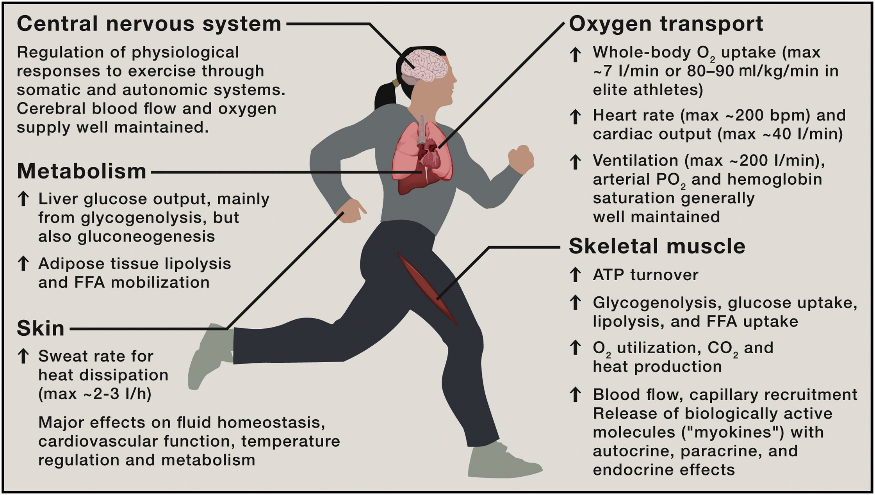 Central nervous system
Regulation of physiological
responses to exercise through
somatic and autonomic systems.
Cerebral blood flow and oxygen
supply well maintained.
Metabolism
↑ Liver glucose output, mainly
from glycogenolysis, but
also gluconeogenesis
↑ Adipose tissue lipolysis
and FFA mobilization
Skin
↑ Sweat rate for
heat dissipation
(max ~2-3 l/h)
Major effects on fluid homeostasis,
cardiovascular function, temperature
regulation and metabolism
Oxygen transport
↑ Whole-body O₂ uptake (max
~7 l/min or 80–90 ml/kg/min in
elite athletes)
↑ Heart rate (max ~200 bpm) and
cardiac output (max ~40 l/min)
↑ Ventilation (max ~200 l/min),
arterial PO₂ and hemoglobin
saturation generally
well maintained
Skeletal muscle
↑ ATP turnover
↑ Glycogenolysis, glucose uptake,
lipolysis, and FFA uptake
↑ O₂ utilization, CO₂ and
heat production
↑ Blood flow, capillary recruitment
Release of biologically active
molecules ("myokines") with
autocrine, paracrine, and
endocrine effects